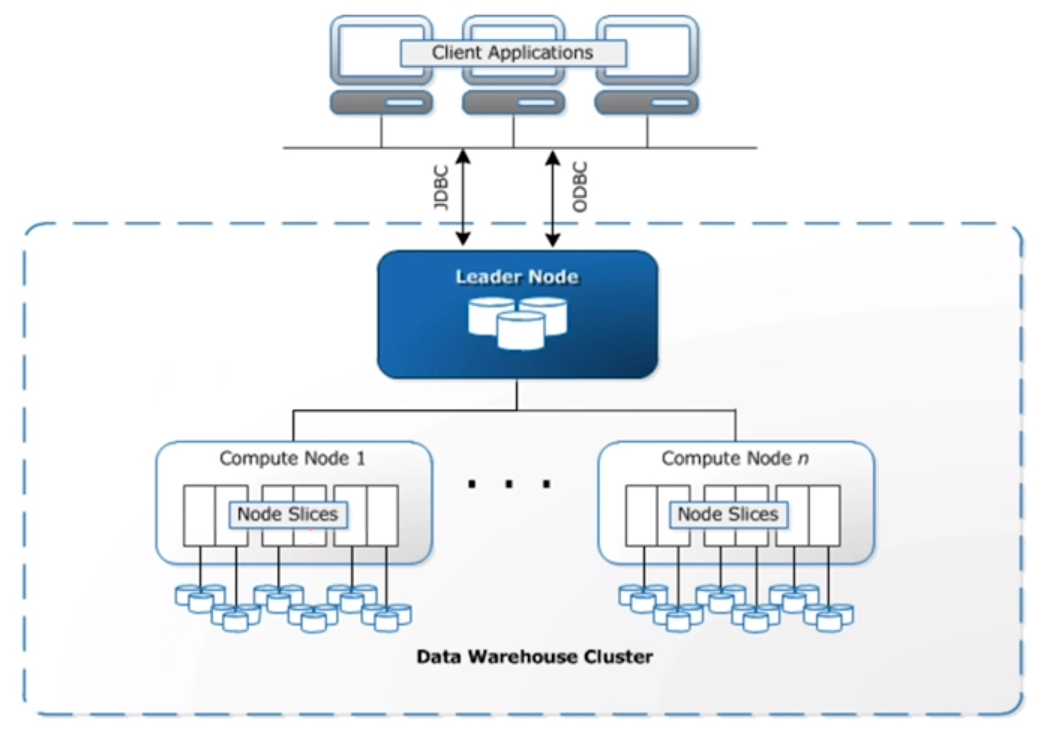 Client Applications
JDBC
ODBC
Leader Node
Compute Node 1
Node Slices
. . .
Compute Node n
Node Slices
Data Warehouse Cluster